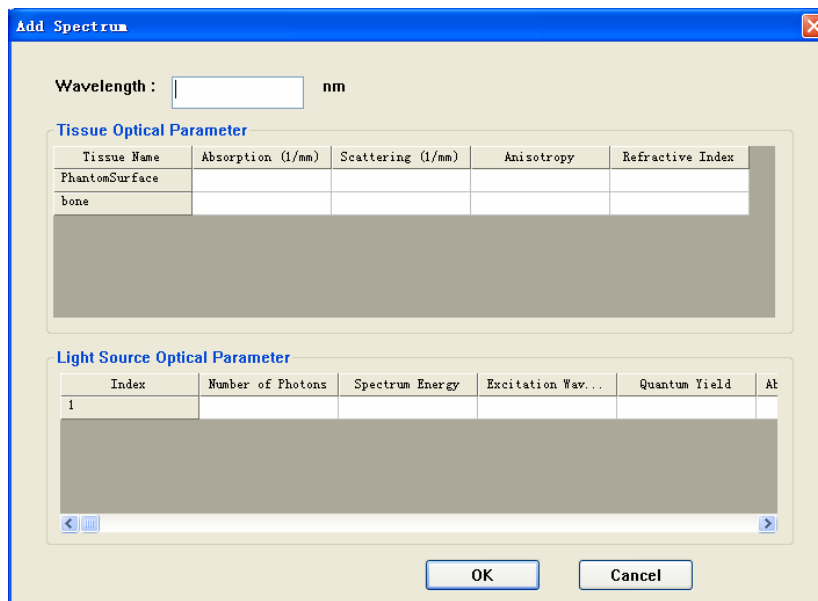 Add Spectrum
Wavelength : nm
Tissue Optical Parameter
Tissue Name Absorption (1/mm) Scattering (1/mm) Anisotropy Refractive Index
PhantomSurface
bone
Light Source Optical Parameter
Index Number of Photons Spectrum Energy Excitation Wav... Quantum Yield Ab
1
OK Cancel